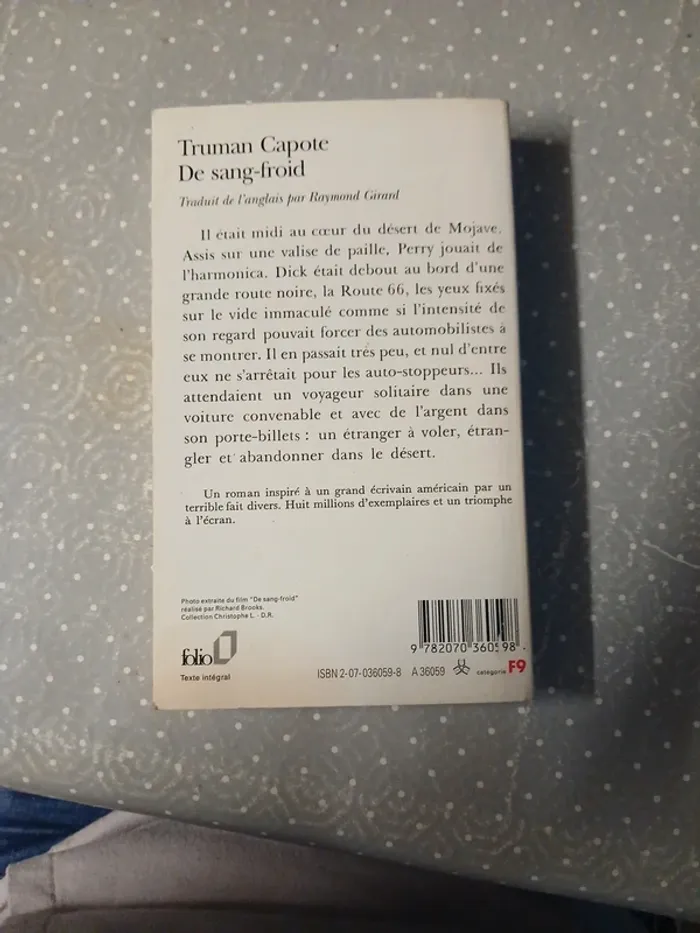 Truman Capote
De sang-froid
Traduit de l'anglais par Raymond Girard
Il était midi au cœur du désert de Mojave.
Assis sur une valise de paille, Perry jouait de
l'harmonica. Dick était debout au bord d'une
grande route noire, la Route 66, les yeux fixés
sur le vide immaculé comme si l'intensité de
son regard pouvait forcer des automobilistes à
se montrer. Il en passait très peu, et nul d'entre
eux ne s'arrêtait pour les auto-stoppeurs... Ils
attendaient un voyageur solitaire dans une
voiture convenable et avec de l'argent dans
son porte-billets : un étranger à voler, étran-
gler et abandonner dans le désert.
Un roman inspiré à un grand écrivain américain par un
terrible fait divers. Huit millions d'exemplaires et un triomphe
à l'écran.
Photo extraite du film "De sang-froid"
réalisé par Richard Brooks.
Collection Christophe L. - D.R.
folio
Texte intégral
9 782070 360598
ISBN 2-07-036059-8 A 36059 catégorie F9